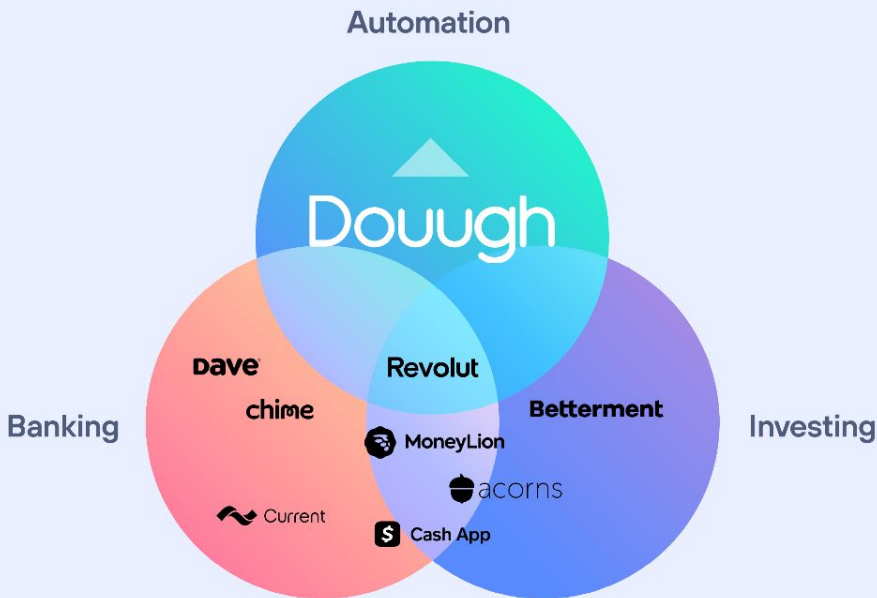 Automation
Douugh
Dave
Revolut
chime
Betterment
Banking
Investing
MoneyLion
acorns
Current
$ Cash App